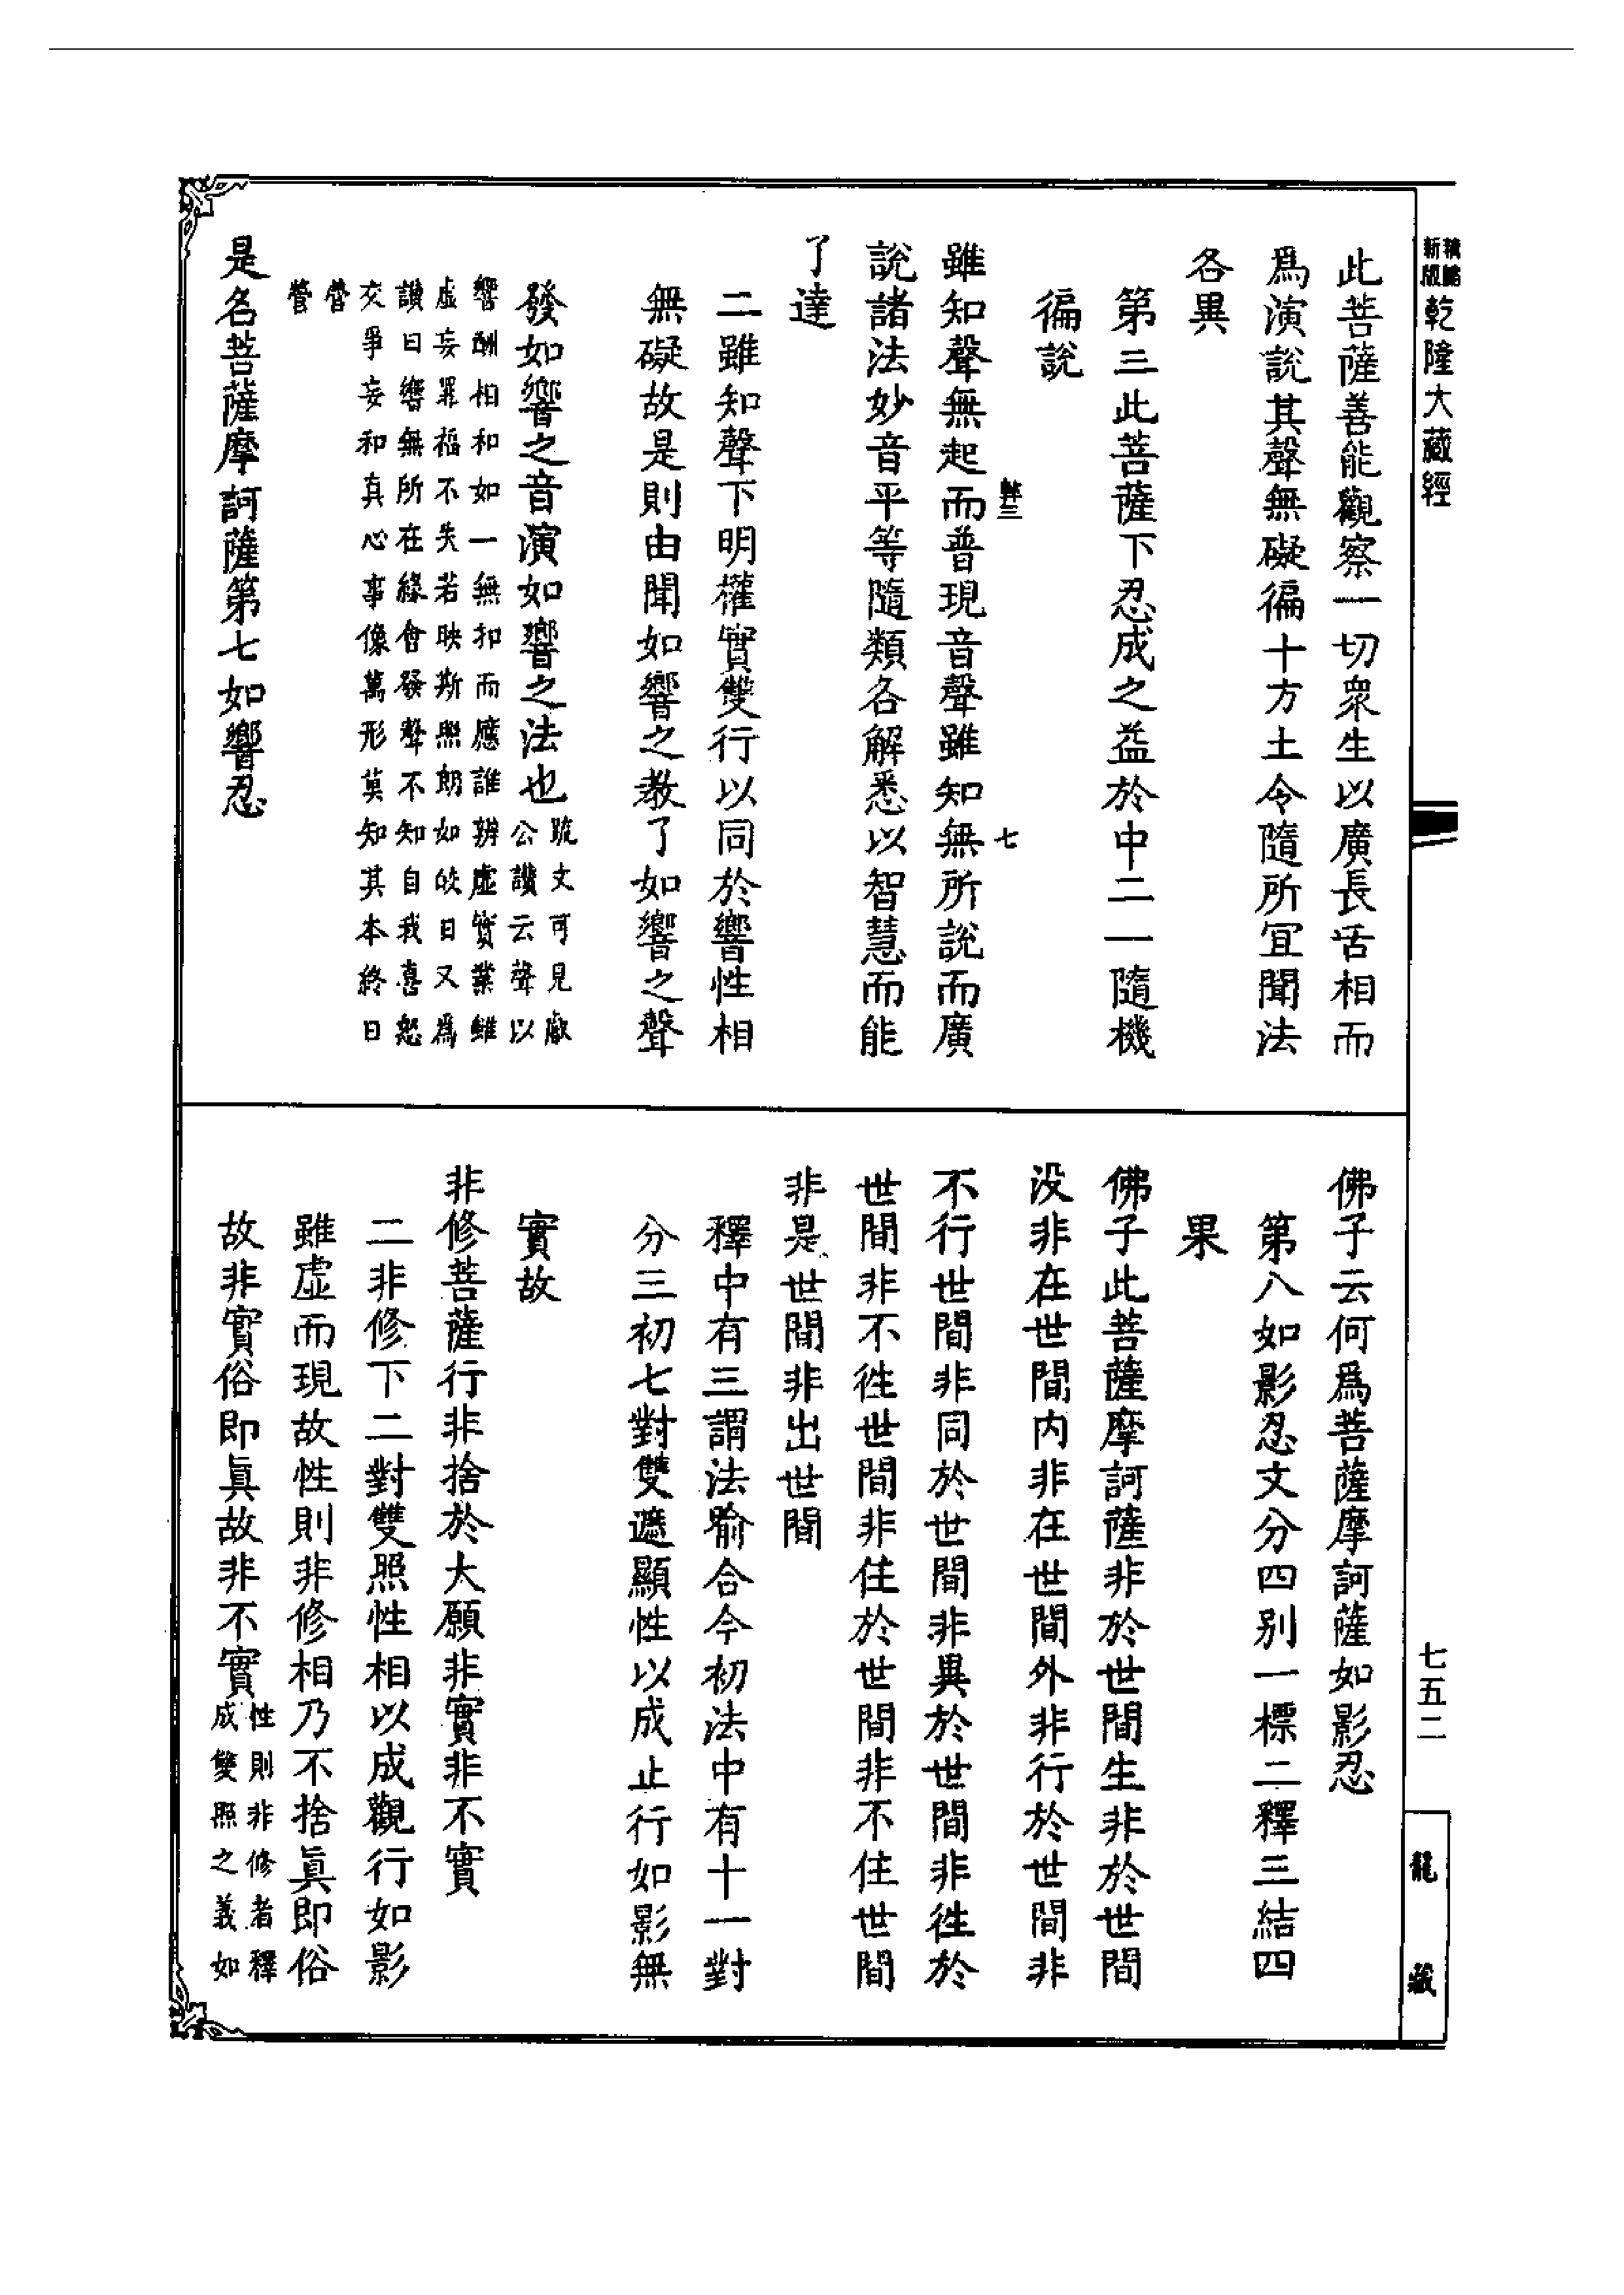 新版 精縮
乾隆大藏經
此菩薩善能觀察一切衆生以廣長舌相而
爲演說其聲無礙徧十方土令隨所宜聞法
各異
第三此菩薩下忍成之益於中二一隨機
徧說
雖知聲無起而普現音聲雖知無所說而廣
說諸法妙音平等隨類各解悉以智慧而能
了達
二雖知聲下明權實雙行以同於響性相
無礙故是則由聞如響之教了如響之聲
發如響之音演如響之法也
疏文可見獻
公讚云聲以
響酬相和如一無和而應誰辨虛實業雖
虛妄罪福不失若映斯照朗如皎日又爲
讚曰響無所在緣會發聲不知自我喜怒
交爭妄和真心事像萬形莫知其本終日
營
營
是名菩薩摩訶薩第七如響忍
七
佛子云何爲菩薩摩訶薩如影忍
第八如影忍文分四別一標二釋三結四
果
佛子此菩薩摩訶薩非於世間生非於世間
沒非在世間內非在世間外非行於世間非
不行世間非同於世間非異於世間非徃於
世間非不徃世間非住於世間非不住世間
非是世間非出世間
釋中有三謂法喻合今初法中有十一對
分三初七對雙遮顯性以成止行如影無
實故
非修菩薩行非捨於大願非實非不實
二非修下二對雙照性相以成觀行如影
雖虛而現故性則非修相乃不捨眞即俗
故非實俗即眞故非不實
性則非修者釋
成雙照之義如
七五二
龍藏